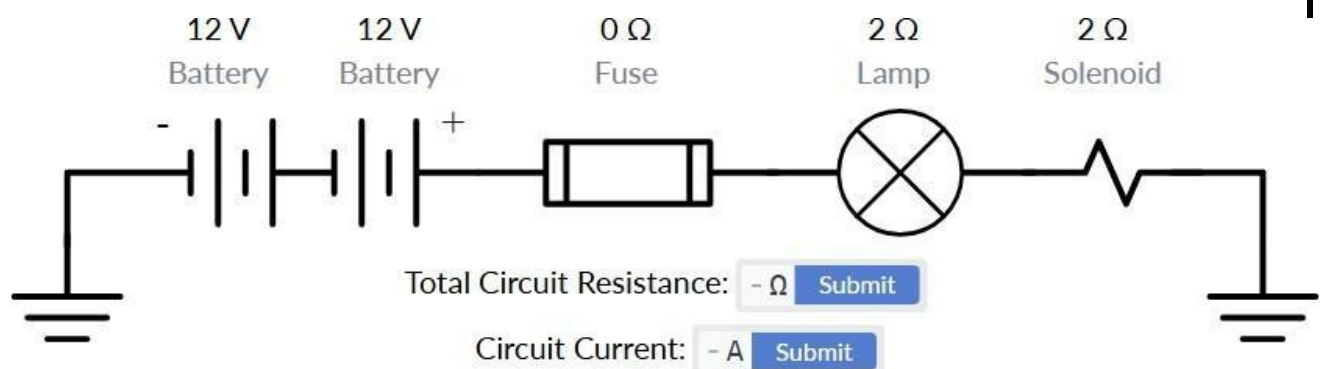 12 V 12 V 0 Ω 2 Ω 2 Ω
Battery Battery Fuse Lamp Solenoid
- +
Total Circuit Resistance: - Ω Submit
Circuit Current: - A Submit